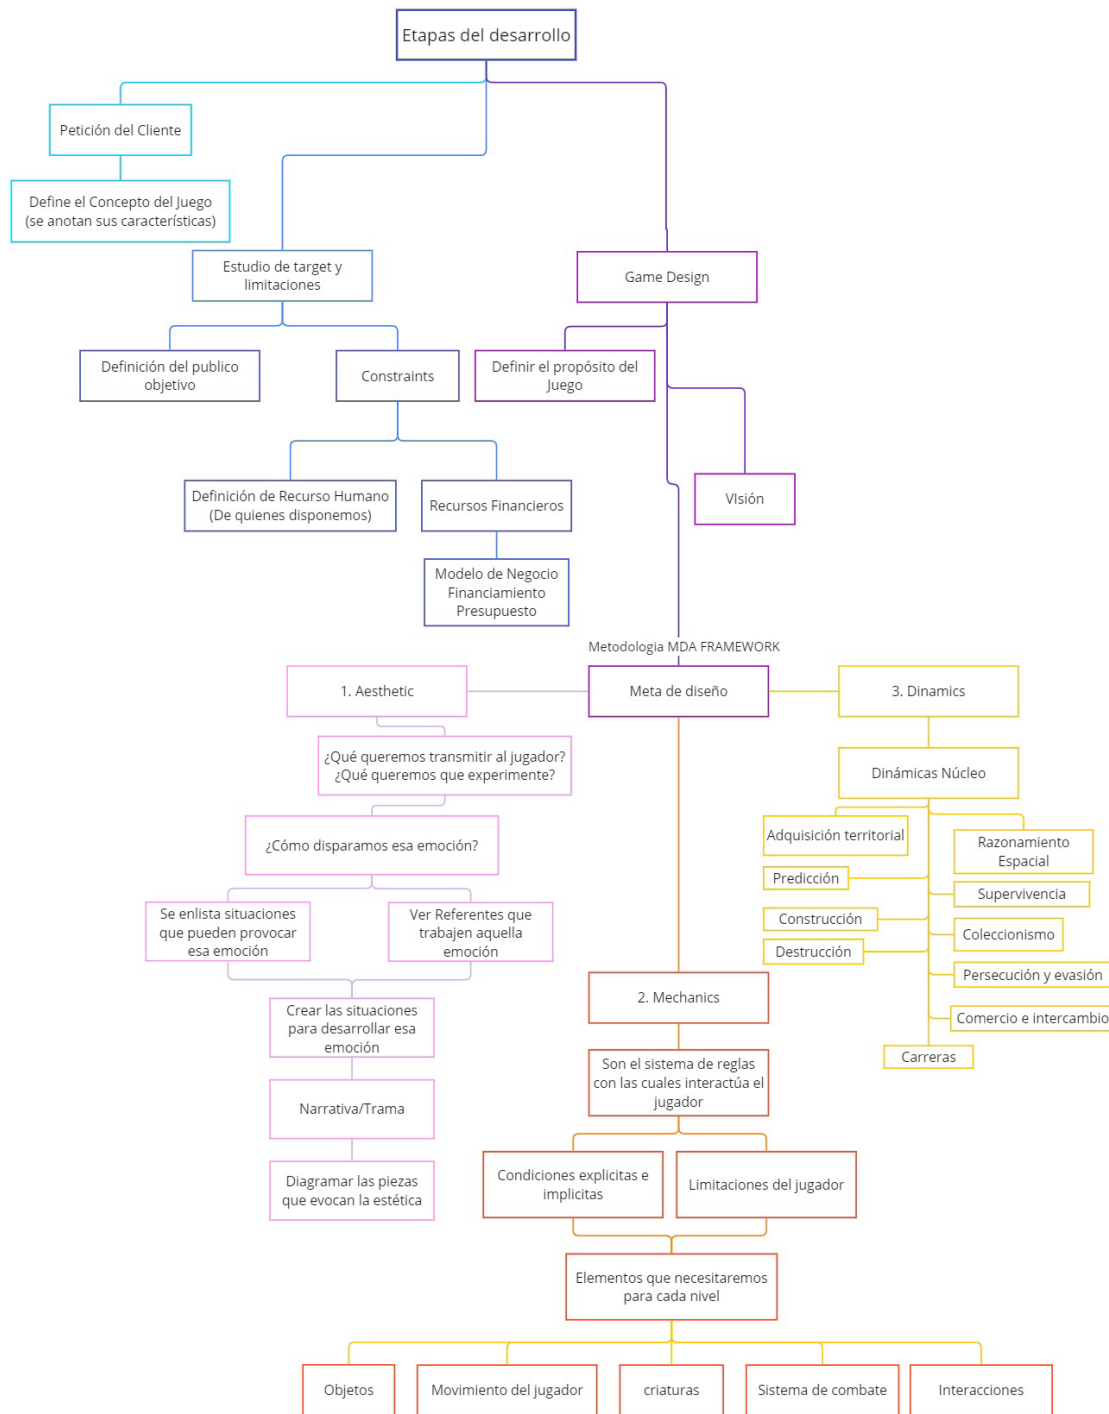 Etapas del desarrollo
Petición del Cliente
Define el Concepto del Juego
(se anotan sus características)
Estudio de target y
limitaciones
Game Design
Definición del publico
objetivo
Constraints
Definir el propósito del
Juego
Definición de Recurso Humano
(De quienes disponemos)
Recursos Financieros
VIsión
Modelo de Negocio
Financiamiento
Presupuesto
Metodologia MDA FRAMEWORK
1. Aesthetic
Meta de diseño
3. Dinamics
¿Qué queremos transmitir al jugador?
¿Qué queremos que experimente?
Dinámicas Núcleo
¿Cómo disparamos esa emoción?
Adquisición territorial
Razonamiento
Espacial
Predicción
Supervivencia
Se enlista situaciones
que pueden provocar
esa emoción
Ver Referentes que
trabajen aquella
emoción
Construcción
Coleccionismo
Destrucción
Persecución y evasión
Comercio e intercambio
Carreras
2. Mechanics
Crear las situaciones
para desarrollar esa
emoción
Son el sistema de reglas
con las cuales interactúa el
jugador
Narrativa/Trama
Diagramar las piezas
que evocan la estética
Condiciones explicitas e
implicitas
Limitaciones del jugador
Elementos que necesitaremos
para cada nivel
Objetos
Movimiento del jugador
criaturas
Sistema de combate
Interacciones